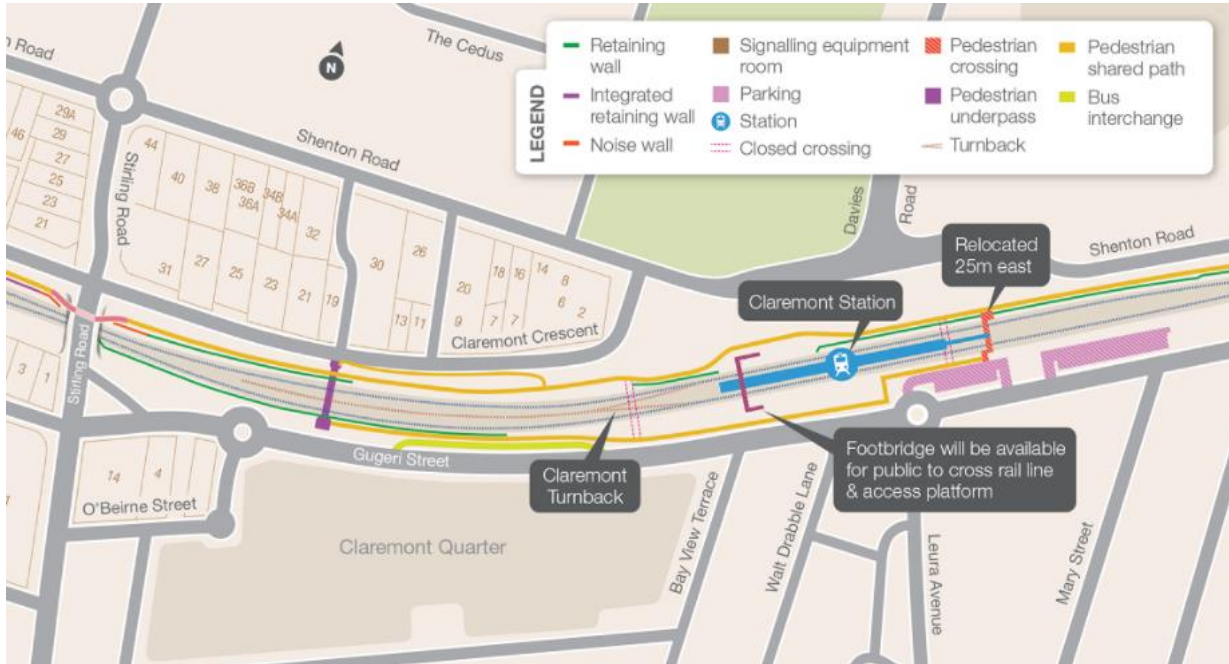 The Cedus
N
Shenton Road
Shenton Road
Stirling Road
LEGEND
Retaining
wall
Integrated
retaining wall
Noise wall
Signalling equipment
room
Parking
Station
Closed crossing
Pedestrian
crossing
Pedestrian
underpass
Turnback
Pedestrian
shared path
Bus
interchange
29A
29
27
25
23
21
46
44
40
38
36B
36A
34B
34A
32
31
27
25
23
21
19
30
26
13
11
20
18
16
14
8
6
2
9
7
7
Claremont Crescent
Davies
Road
Relocated
25m east
Shenton Road
Claremont Station
Stirling Road
3
1
14
4
O'Beirne Street
Gugeri Street
Claremont
Turnback
Footbridge will be available
for public to cross rail line
& access platform
Claremont Quarter
Bay View Terrace
Walt Drabble Lane
Leura Avenue
Mary Street